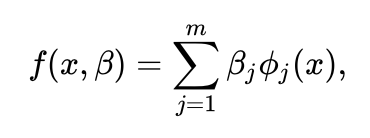 f(x, β) = ∑_{j=1}^{m} β_j ϕ_j(x),